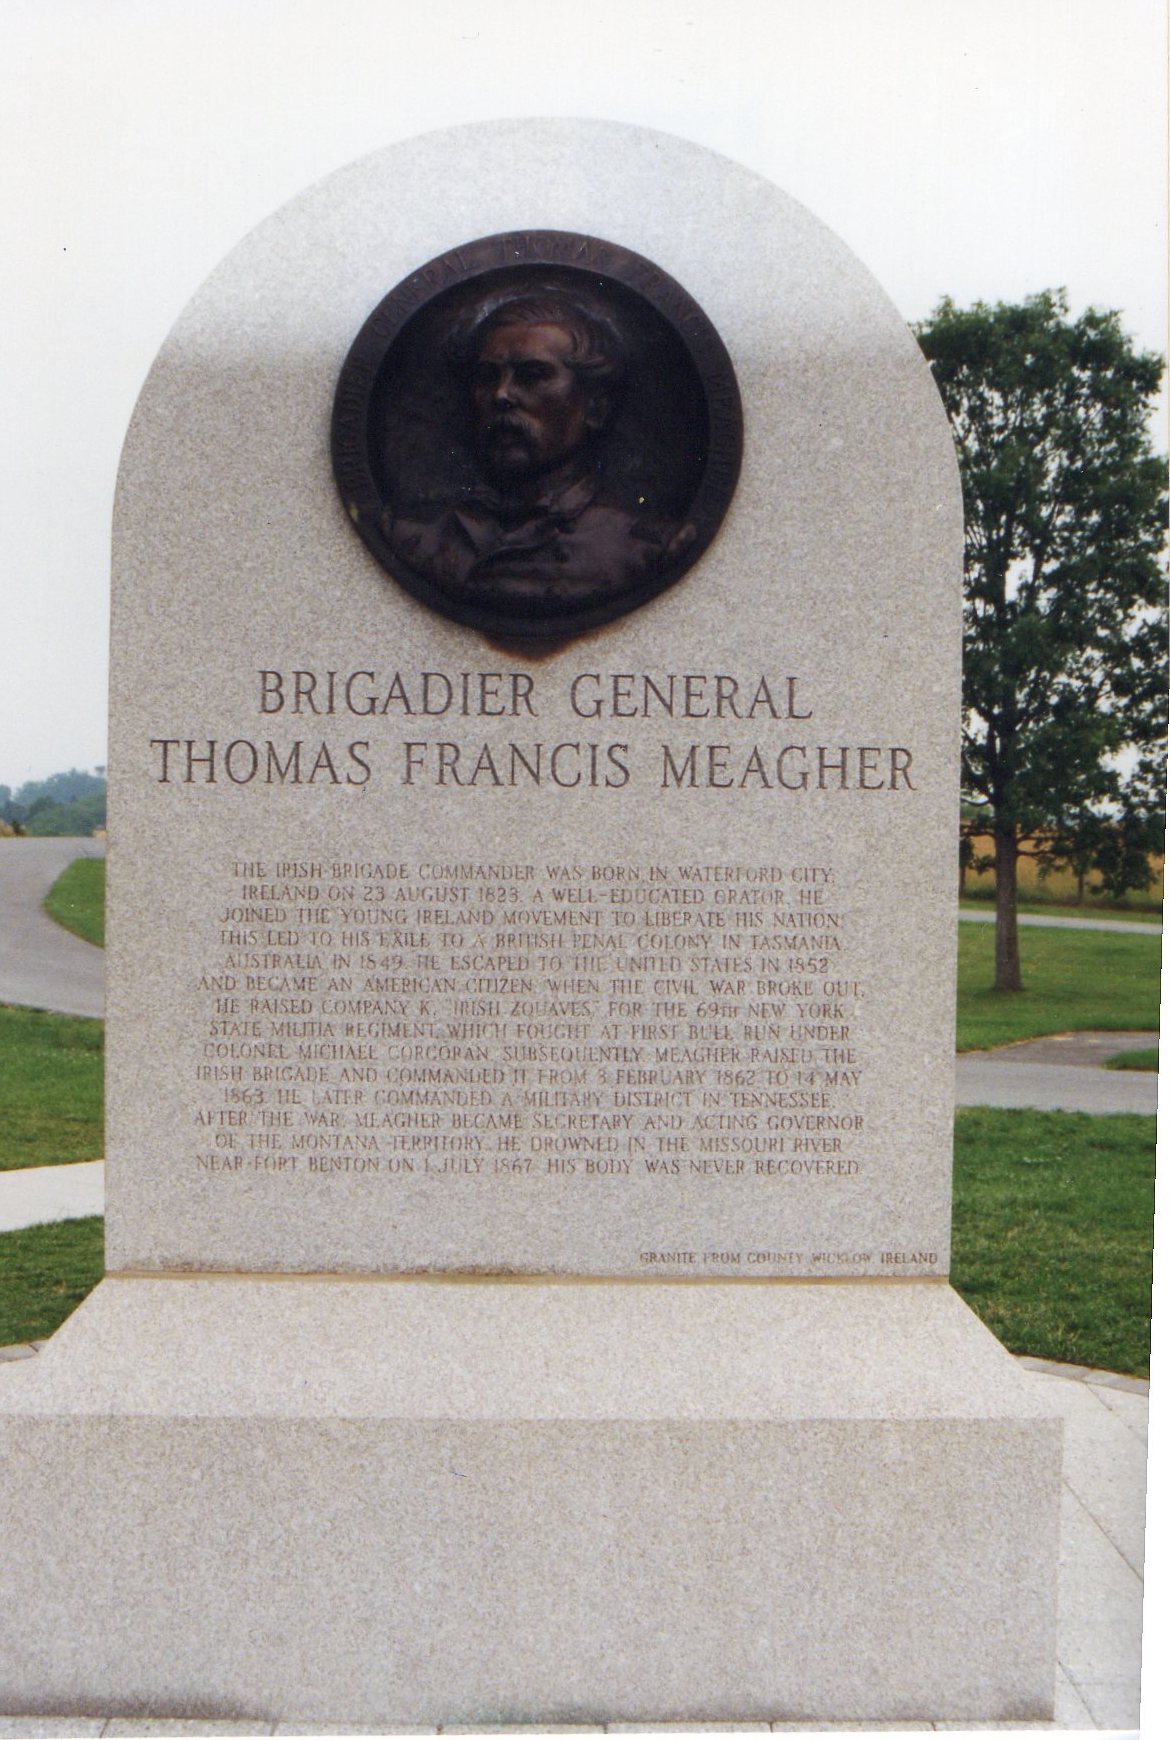 BRIGADIER GENERAL THOMAS FRANCIS MEAGHER
BRIGADIER GENERAL
THOMAS FRANCIS MEAGHER
THE IRISH BRIGADE COMMANDER WAS BORN IN WATERFORD CITY,
IRELAND ON 23 AUGUST 1823. A WELL-EDUCATED ORATOR, HE
JOINED THE YOUNG IRELAND MOVEMENT TO LIBERATE HIS NATION.
THIS LED TO HIS EXILE TO A BRITISH PENAL COLONY IN TASMANIA
AUSTRALIA IN 1849. HE ESCAPED TO THE UNITED STATES IN 1852
AND BECAME AN AMERICAN CITIZEN. WHEN THE CIVIL WAR BROKE OUT,
HE RAISED COMPANY K, "IRISH ZOUAVES," FOR THE 69TH NEW YORK
STATE MILITIA REGIMENT, WHICH FOUGHT AT FIRST BULL RUN UNDER
COLONEL MICHAEL CORCORAN. SUBSEQUENTLY, MEAGHER RAISED THE
IRISH BRIGADE AND COMMANDED IT FROM 3 FEBRUARY 1862 TO 14 MAY
1863. HE LATER COMMANDED A MILITARY DISTRICT IN TENNESSEE.
AFTER THE WAR, MEAGHER BECAME SECRETARY AND ACTING GOVERNOR
OF THE MONTANA TERRITORY. HE DROWNED IN THE MISSOURI RIVER
NEAR FORT BENTON ON 1 JULY 1867. HIS BODY WAS NEVER RECOVERED.
GRANITE FROM COUNTY WICKLOW IRELAND